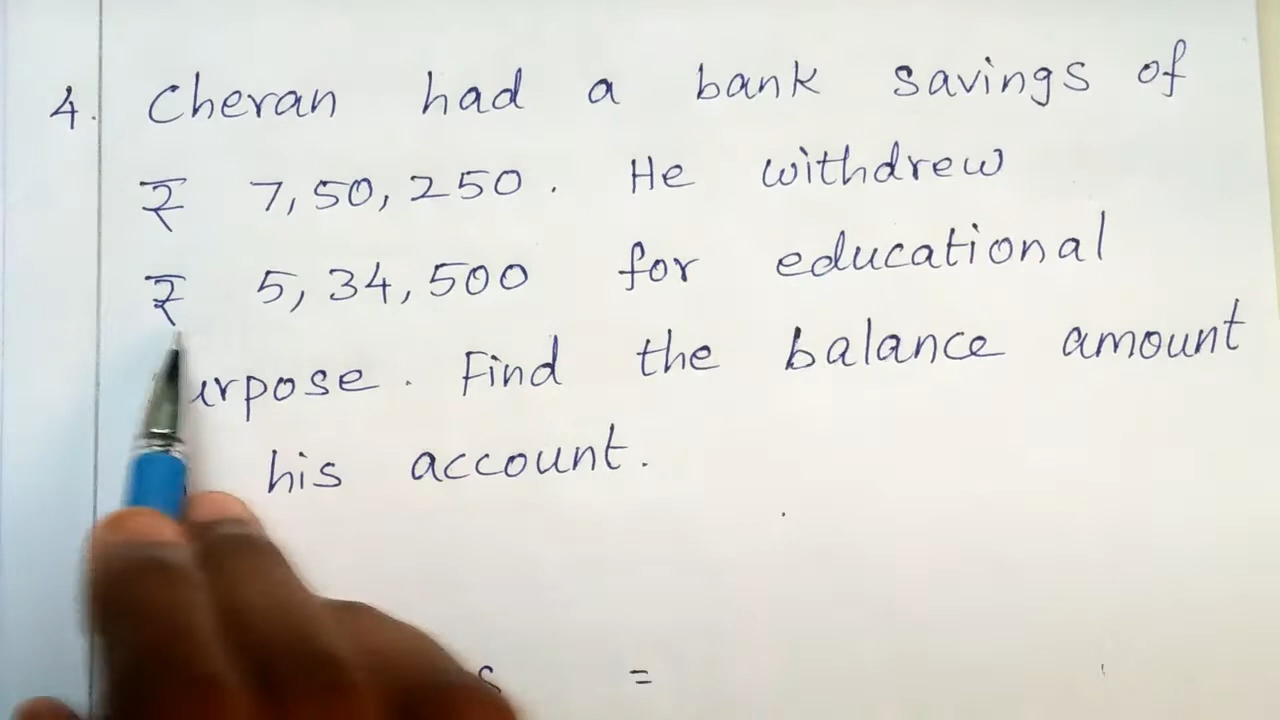 4. Cheran had a bank savings of
₹ 7,50,250. He withdrew
₹ 5,34,500 for educational
urpose. Find the balance amount
his account.
s =